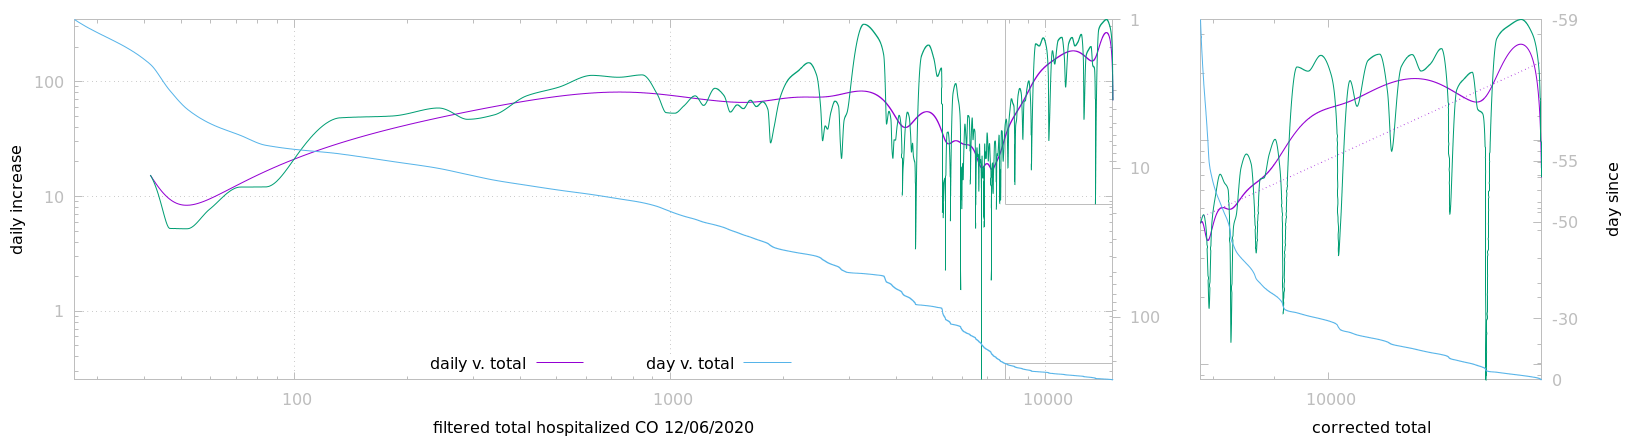 daily increase
100
10
1
1
10
100
daily v. total
day v. total
100
1000
10000
filtered total hospitalized CO 12/06/2020
-59
-55
-50
-30
0
day since
10000
corrected total